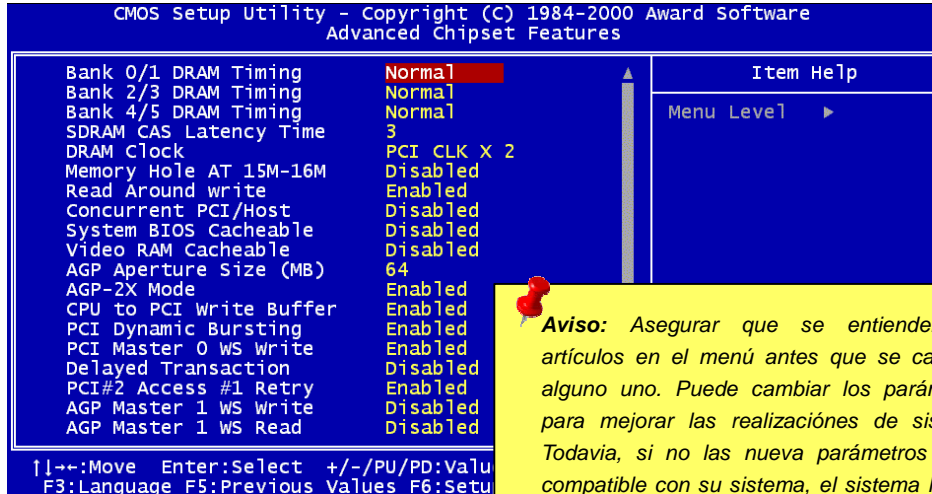 CMOS Setup Utility – Copyright (C) 1984-2000 Award Software
Advanced Chipset Features
Bank 0/1 DRAM Timing Normal
Bank 2/3 DRAM Timing Normal
Bank 4/5 DRAM Timing Normal
SDRAM CAS Latency Time 3
DRAM Clock PCI CLK X 2
Memory Hole AT 15M-16M Disabled
Read Around write Enabled
Concurrent PCI/Host Disabled
System BIOS Cacheable Disabled
Video RAM Cacheable Disabled
AGP Aperture Size (MB) 64
AGP-2X Mode Enabled
CPU to PCI Write Buffer Enabled
PCI Dynamic Bursting Enabled
PCI Master 0 WS Write Enabled
Delayed Transaction Disabled
PCI#2 Access #1 Retry Enabled
AGP Master 1 WS Write Disabled
AGP Master 1 WS Read Disabled
Item Help
Menu Level ▶
Aviso: Asegurar que se
artículos en el menú antes que se
alguno uno. Puede cambiar los
para mejorar las realizaciónes de
Todavia, si no las nueva parámetros
compatible con su sistema, el sistema
↑↓→←:Move Enter:Select +/-/PU/PD:
F3:Language F5:Previous Values F6: